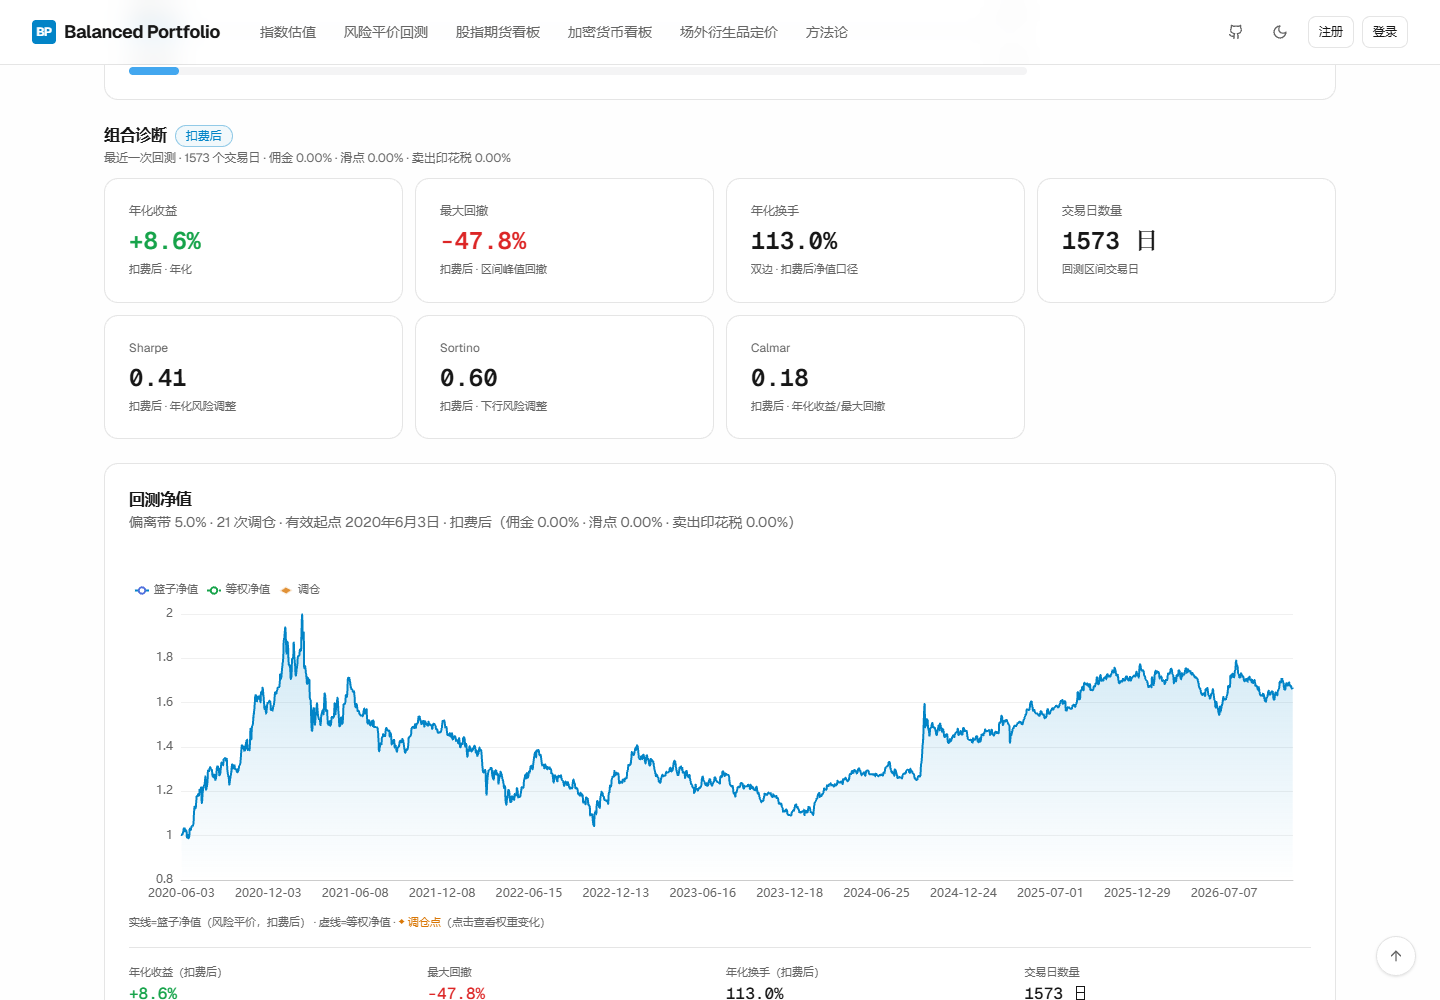 BP Balanced Portfolio 指数估值 风险平价回测 股指期货看板 加密货币看板 场外衍生品定价 方法论 注册 登录
组合诊断 扣费后
最近一次回测 · 1573 个交易日 · 佣金 0.00% · 滑点 0.00% · 卖出印花税 0.00%
年化收益
+8.6%
扣费后 · 年化
最大回撤
-47.8%
扣费后 · 区间峰值回撤
年化换手
113.0%
双边 · 扣费后净值口径
交易日数量
1573 日
回测区间交易日
Sharpe
0.41
扣费后 · 年化风险调整
Sortino
0.60
扣费后 · 下行风险调整
Calmar
0.18
扣费后 · 年化收益/最大回撤
回测净值
偏离带 5.0% · 21 次调仓 · 有效起点 2020年6月3日 · 扣费后（佣金 0.00% · 滑点 0.00% · 卖出印花税 0.00%）
篮子净值 等权净值 调仓
2
1.8
1.6
1.4
1.2
1
0.8
2020-06-03 2020-12-03 2021-06-08 2021-12-08 2022-06-15 2022-12-13 2023-06-16 2023-12-18 2024-06-25 2024-12-24 2025-07-01 2025-12-29 2026-07-07
实线=篮子净值（风险平价，扣费后） · 虚线=等权净值 · ✦ 调仓点（点击查看权重变化）
年化收益（扣费后） 最大回撤 年化换手（扣费后） 交易日数量
+8.6% -47.8% 113.0% 1573 日